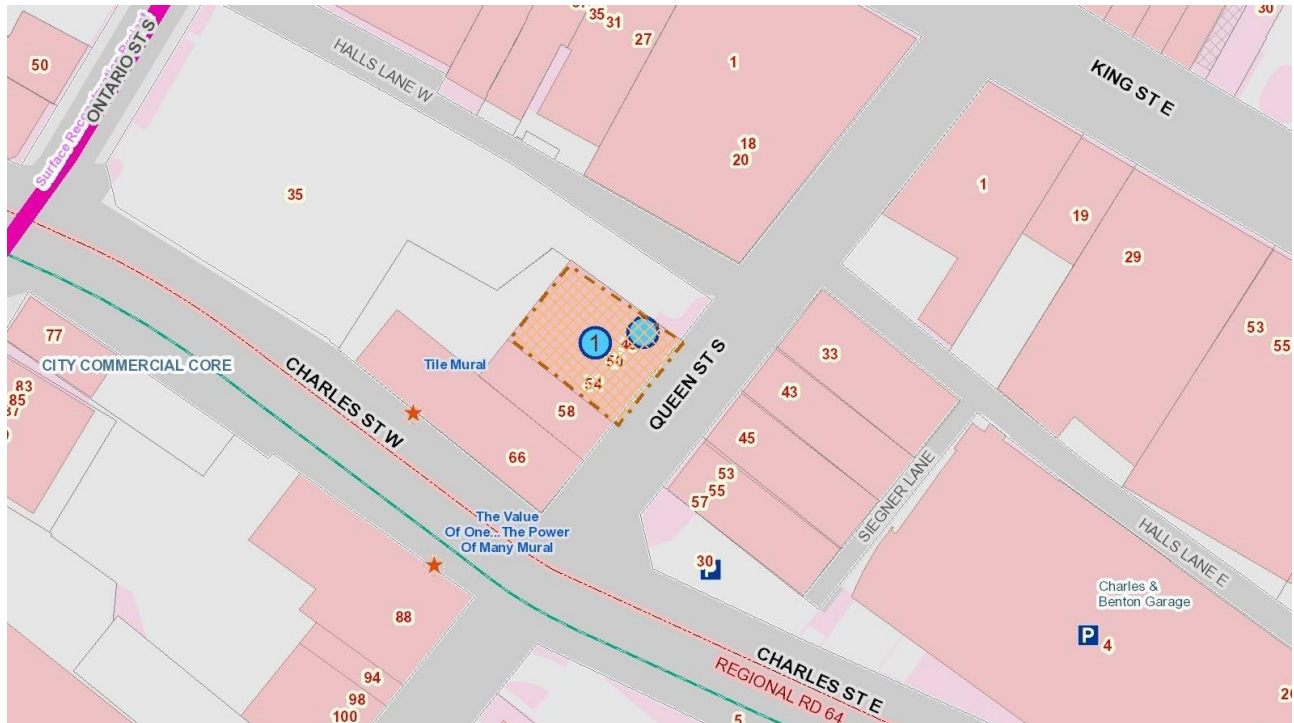 50
ONTARIO ST S
35
31
27
30
HALLS LANE W
1
18
20
KING ST E
35
1
19
29
53
55
77
CITY COMMERCIAL CORE
83
85
CHARLES ST W
Tile Mural
1
50
54
58
66
QUEEN ST S
33
43
45
53
55
57
SIEGNER LANE
HALLS LANE E
The Value
Of One...The Power
Of Many Mural
30
P
Charles &
Benton Garage
P
4
88
94
98
100
CHARLES ST E
REGIONAL RD 64
5